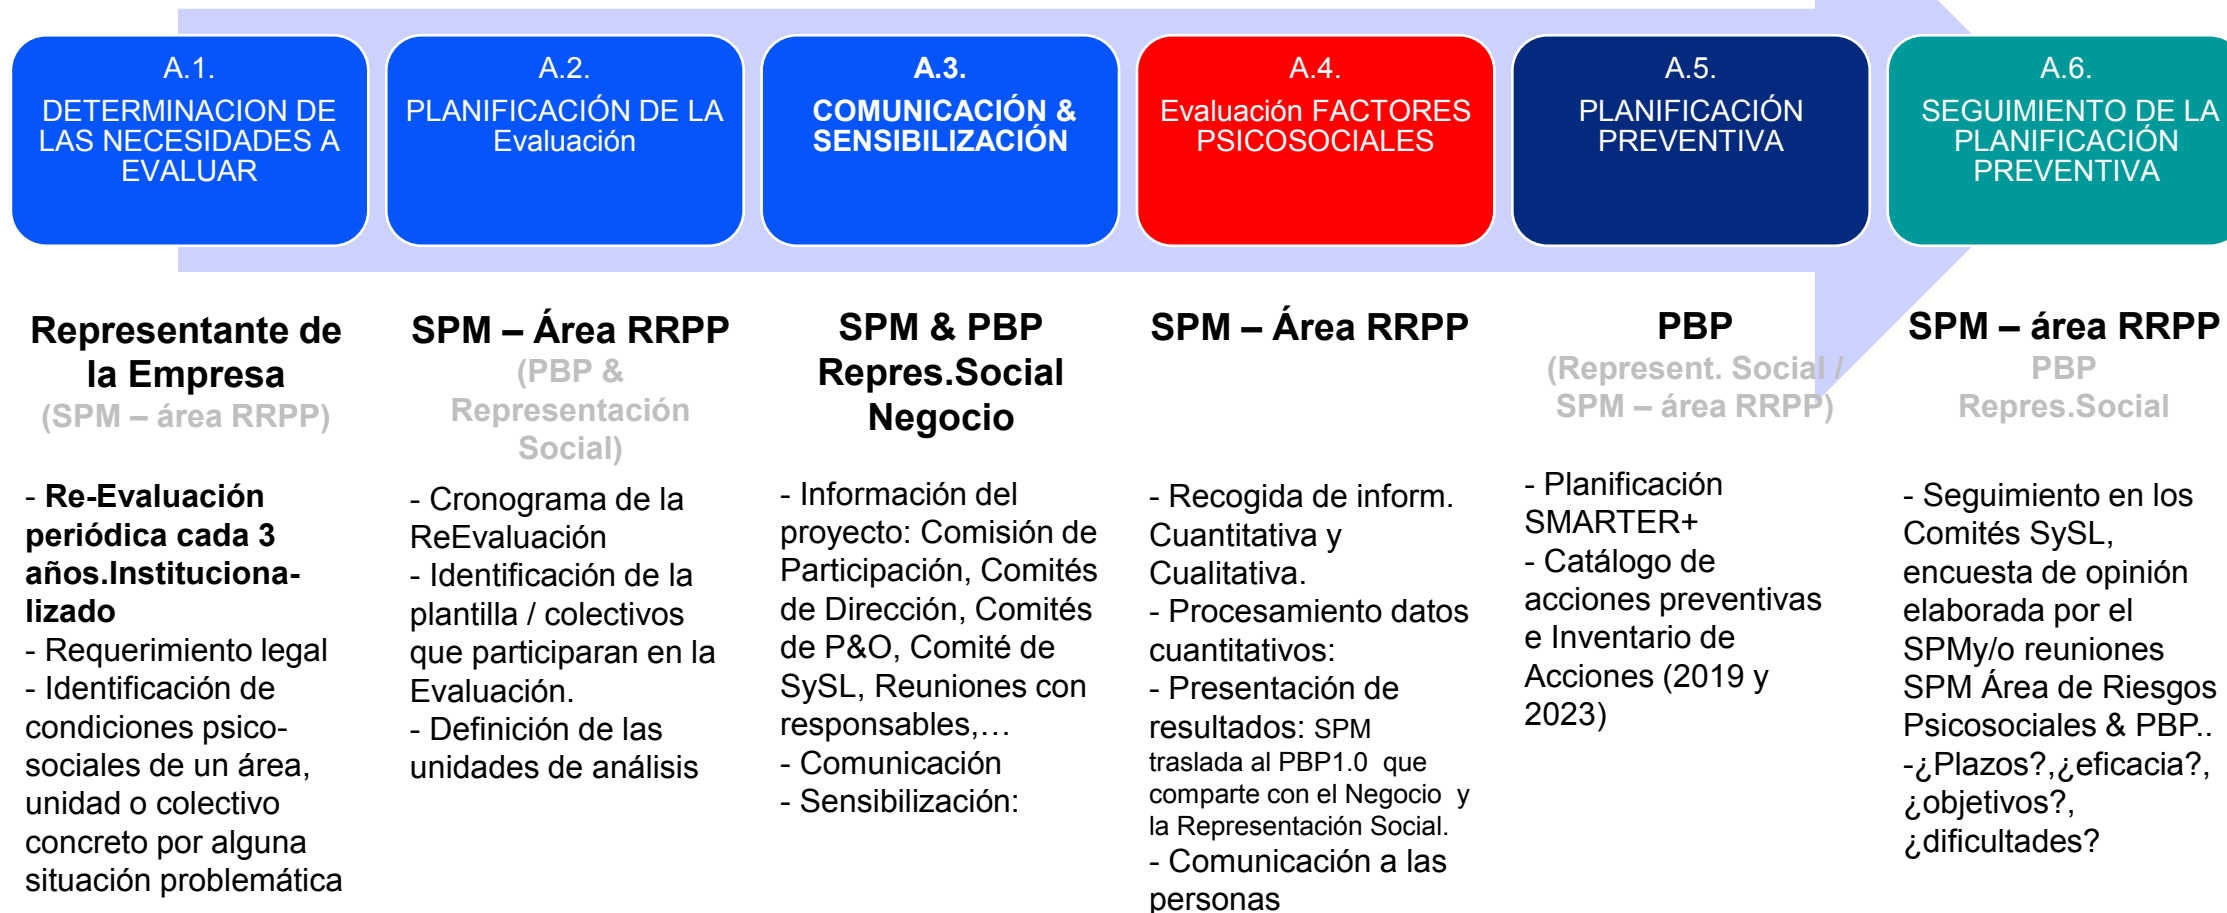 A.1.
DETERMINACION DE
LAS NECESIDADES A
EVALUAR
A.2.
PLANIFICACIÓN DE LA
Evaluación
A.3.
COMUNICACIÓN &
SENSIBILIZACIÓN
A.4.
Evaluación FACTORES
PSICOSOCIALES
A.5.
PLANIFICACIÓN
PREVENTIVA
A.6.
SEGUIMIENTO DE LA
PLANIFICACIÓN
PREVENTIVA
Representante de
la Empresa
(SPM – área RRPP)
- Re-Evaluación
periódica cada 3
años.Instituciona-
lizado
- Requerimiento legal
- Identificación de
condiciones psico-
sociales de un área,
unidad o colectivo
concreto por alguna
situación problemática
SPM – Área RRPP
(PBP &
Representación
Social)
- Cronograma de la
ReEvaluación
- Identificación de la
plantilla / colectivos
que participaran en la
Evaluación.
- Definición de las
unidades de análisis
SPM & PBP
Repres.Social
Negocio
- Información del
proyecto: Comisión de
Participación, Comités
de Dirección, Comités
de P&O, Comité de
SySL, Reuniones con
responsables,…
- Comunicación
- Sensibilización:
SPM – Área RRPP
- Recogida de inform.
Cuantitativa y
Cualitativa.
- Procesamiento datos
cuantitativos:
- Presentación de
resultados: SPM
traslada al PBP1.0 que
comparte con el Negocio y
la Representación Social.
- Comunicación a las
personas
PBP
(Represent. Social /
SPM – área RRPP)
- Planificación
SMARTER+
- Catálogo de
acciones preventivas
e Inventario de
Acciones (2019 y
2023)
SPM – área RRPP
PBP
Repres.Social
- Seguimiento en los
Comités SySL,
encuesta de opinión
elaborada por el
SPMy/o reuniones
SPM Área de Riesgos
Psicosociales & PBP..
-¿Plazos?,¿eficacia?,
¿objetivos?,
¿dificultades?